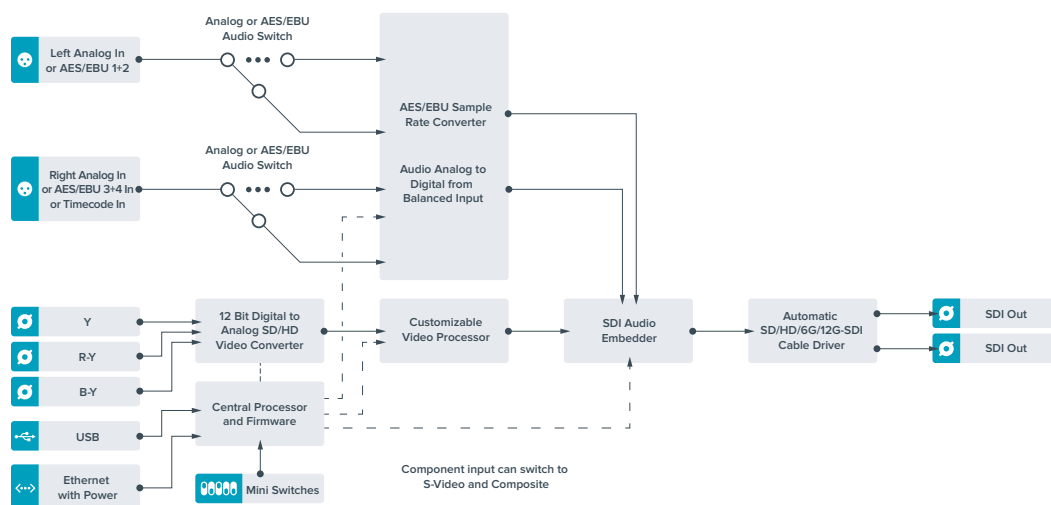 Analog or AES/EBU
Audio Switch
Left Analog In
or AES/EBU 1+2
AES/EBU Sample
Rate Converter
Analog or AES/EBU
Audio Switch
Right Analog In
or AES/EBU 3+4 In
or Timecode In
Audio Analog to
Digital from
Balanced Input
Y
R-Y
B-Y
12 Bit Digital to
Analog SD/HD
Video Converter
Customizable
Video Processor
SDI Audio
Embedder
Automatic
SD/HD/6G/12G-SDI
Cable Driver
SDI Out
SDI Out
Central Processor
and Firmware
USB
Ethernet
with Power
Mini Switches
Component input can switch to
S-Video and Composite